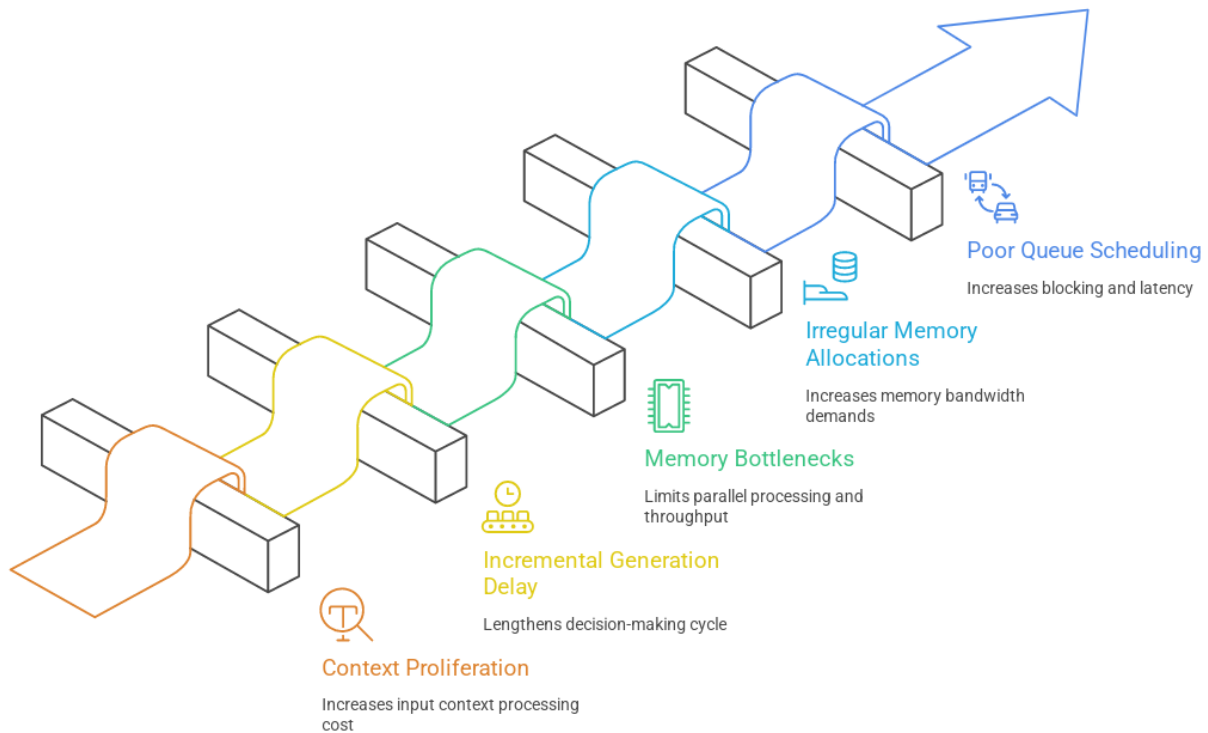 Poor Queue Scheduling
Increases blocking and latency
Irregular Memory
Allocations
Increases memory bandwidth
demands
Memory Bottlenecks
Limits parallel processing and
throughput
Incremental Generation
Delay
Lengthens decision-making cycle
Context Proliferation
Increases input context processing
cost